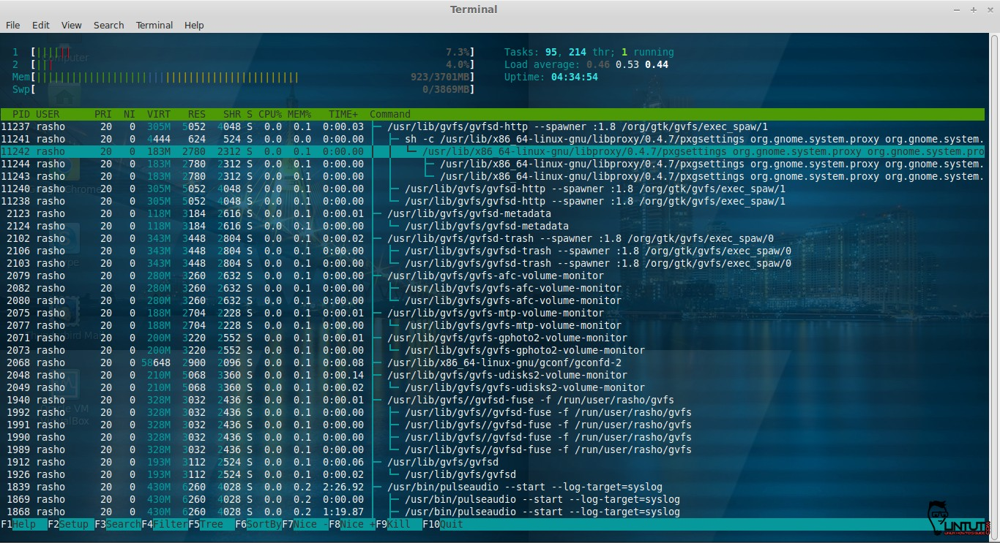 Terminal
File Edit View Search Terminal Help
1 [|||||| 7.3%] Tasks: 95, 214 thr; 1 running
2 [||| 4.0%] Load average: 0.46 0.53 0.44
Mem[||||||||||||||||||||||||||||||||||||||||||||| 923/3701MB] Uptime: 04:34:54
Swp[ 0/3869MB]
PID USER PRI NI VIRT RES SHR S CPU% MEM% TIME+ Command
11237 rasho 20 0 305M 5052 4048 S 0.0 0.1 0:00.03 ├─ /usr/lib/gvfs/gvfsd-http --spawner :1.8 /org/gtk/gvfs/exec_spaw/1
11241 rasho 20 0 4444 624 524 S 0.0 0.0 0:00.00 │ ├─ sh -c /usr/lib/x86_64-linux-gnu/libproxy/0.4.7/pxgsettings org.gnome.system.proxy org.gnome.system.
11242 rasho 20 0 183M 2780 2312 S 0.0 0.1 0:00.00 │ │ └─ /usr/lib/x86_64-linux-gnu/libproxy/0.4.7/pxgsettings org.gnome.system.proxy org.gnome.system.pro
11244 rasho 20 0 183M 2780 2312 S 0.0 0.1 0:00.00 │ │ ├─ /usr/lib/x86_64-linux-gnu/libproxy/0.4.7/pxgsettings org.gnome.system.proxy org.gnome.system.
11243 rasho 20 0 183M 2780 2312 S 0.0 0.1 0:00.00 │ │ └─ /usr/lib/x86_64-linux-gnu/libproxy/0.4.7/pxgsettings org.gnome.system.proxy org.gnome.system.
11240 rasho 20 0 305M 5052 4048 S 0.0 0.1 0:00.00 │ ├─ /usr/lib/gvfs/gvfsd-http --spawner :1.8 /org/gtk/gvfs/exec_spaw/1
11238 rasho 20 0 305M 5052 4048 S 0.0 0.1 0:00.00 │ └─ /usr/lib/gvfs/gvfsd-http --spawner :1.8 /org/gtk/gvfs/exec_spaw/1
2123 rasho 20 0 118M 3184 2616 S 0.0 0.1 0:00.01 ├─ /usr/lib/gvfs/gvfsd-metadata
2124 rasho 20 0 118M 3184 2616 S 0.0 0.1 0:00.00 │ └─ /usr/lib/gvfs/gvfsd-metadata
2102 rasho 20 0 343M 3448 2804 S 0.0 0.1 0:00.02 ├─ /usr/lib/gvfs/gvfsd-trash --spawner :1.8 /org/gtk/gvfs/exec_spaw/0
2106 rasho 20 0 343M 3448 2804 S 0.0 0.1 0:00.00 │ ├─ /usr/lib/gvfs/gvfsd-trash --spawner :1.8 /org/gtk/gvfs/exec_spaw/0
2103 rasho 20 0 343M 3448 2804 S 0.0 0.1 0:00.00 │ └─ /usr/lib/gvfs/gvfsd-trash --spawner :1.8 /org/gtk/gvfs/exec_spaw/0
2079 rasho 20 0 280M 3260 2632 S 0.0 0.1 0:00.00 ├─ /usr/lib/gvfs/gvfs-afc-volume-monitor
2082 rasho 20 0 280M 3260 2632 S 0.0 0.1 0:00.00 │ ├─ /usr/lib/gvfs/gvfs-afc-volume-monitor
2080 rasho 20 0 280M 3260 2632 S 0.0 0.1 0:00.00 │ └─ /usr/lib/gvfs/gvfs-afc-volume-monitor
2075 rasho 20 0 188M 2704 2228 S 0.0 0.1 0:00.01 ├─ /usr/lib/gvfs/gvfs-mtp-volume-monitor
2077 rasho 20 0 188M 2704 2228 S 0.0 0.1 0:00.00 │ └─ /usr/lib/gvfs/gvfs-mtp-volume-monitor
2071 rasho 20 0 200M 3220 2552 S 0.0 0.1 0:00.01 ├─ /usr/lib/gvfs/gvfs-gphoto2-volume-monitor
2073 rasho 20 0 200M 3220 2552 S 0.0 0.1 0:00.00 │ └─ /usr/lib/gvfs/gvfs-gphoto2-volume-monitor
2068 rasho 20 0 58648 2900 2096 S 0.0 0.1 0:00.08 ├─ /usr/lib/x86_64-linux-gnu/gconf/gconfd-2
2048 rasho 20 0 210M 5068 3360 S 0.0 0.1 0:00.14 ├─ /usr/lib/gvfs/gvfs-udisks2-volume-monitor
2049 rasho 20 0 210M 5068 3360 S 0.0 0.1 0:00.02 │ └─ /usr/lib/gvfs/gvfs-udisks2-volume-monitor
1940 rasho 20 0 328M 3032 2436 S 0.0 0.1 0:00.01 ├─ /usr/lib/gvfs//gvfsd-fuse -f /run/user/rasho/gvfs
1992 rasho 20 0 328M 3032 2436 S 0.0 0.1 0:00.00 │ ├─ /usr/lib/gvfs//gvfsd-fuse -f /run/user/rasho/gvfs
1991 rasho 20 0 328M 3032 2436 S 0.0 0.1 0:00.00 │ ├─ /usr/lib/gvfs//gvfsd-fuse -f /run/user/rasho/gvfs
1990 rasho 20 0 328M 3032 2436 S 0.0 0.1 0:00.00 │ ├─ /usr/lib/gvfs//gvfsd-fuse -f /run/user/rasho/gvfs
1989 rasho 20 0 328M 3032 2436 S 0.0 0.1 0:00.00 │ └─ /usr/lib/gvfs//gvfsd-fuse -f /run/user/rasho/gvfs
1912 rasho 20 0 193M 3112 2524 S 0.0 0.1 0:00.06 ├─ /usr/lib/gvfs/gvfsd
1926 rasho 20 0 193M 3112 2524 S 0.0 0.1 0:00.02 │ └─ /usr/lib/gvfs/gvfsd
1839 rasho 20 0 430M 6260 4028 S 0.0 0.2 2:26.92 ├─ /usr/bin/pulseaudio --start --log-target=syslog
1869 rasho 20 0 430M 6260 4028 S 0.0 0.2 0:00.00 │ ├─ /usr/bin/pulseaudio --start --log-target=syslog
1868 rasho 20 0 430M 6260 4028 S 0.0 0.2 1:19.87 │ └─ /usr/bin/pulseaudio --start --log-target=syslog
F1Help F2Setup F3SearchF4FilterF5Tree F6SortByF7Nice -F8Nice +F9Kill F10Quit